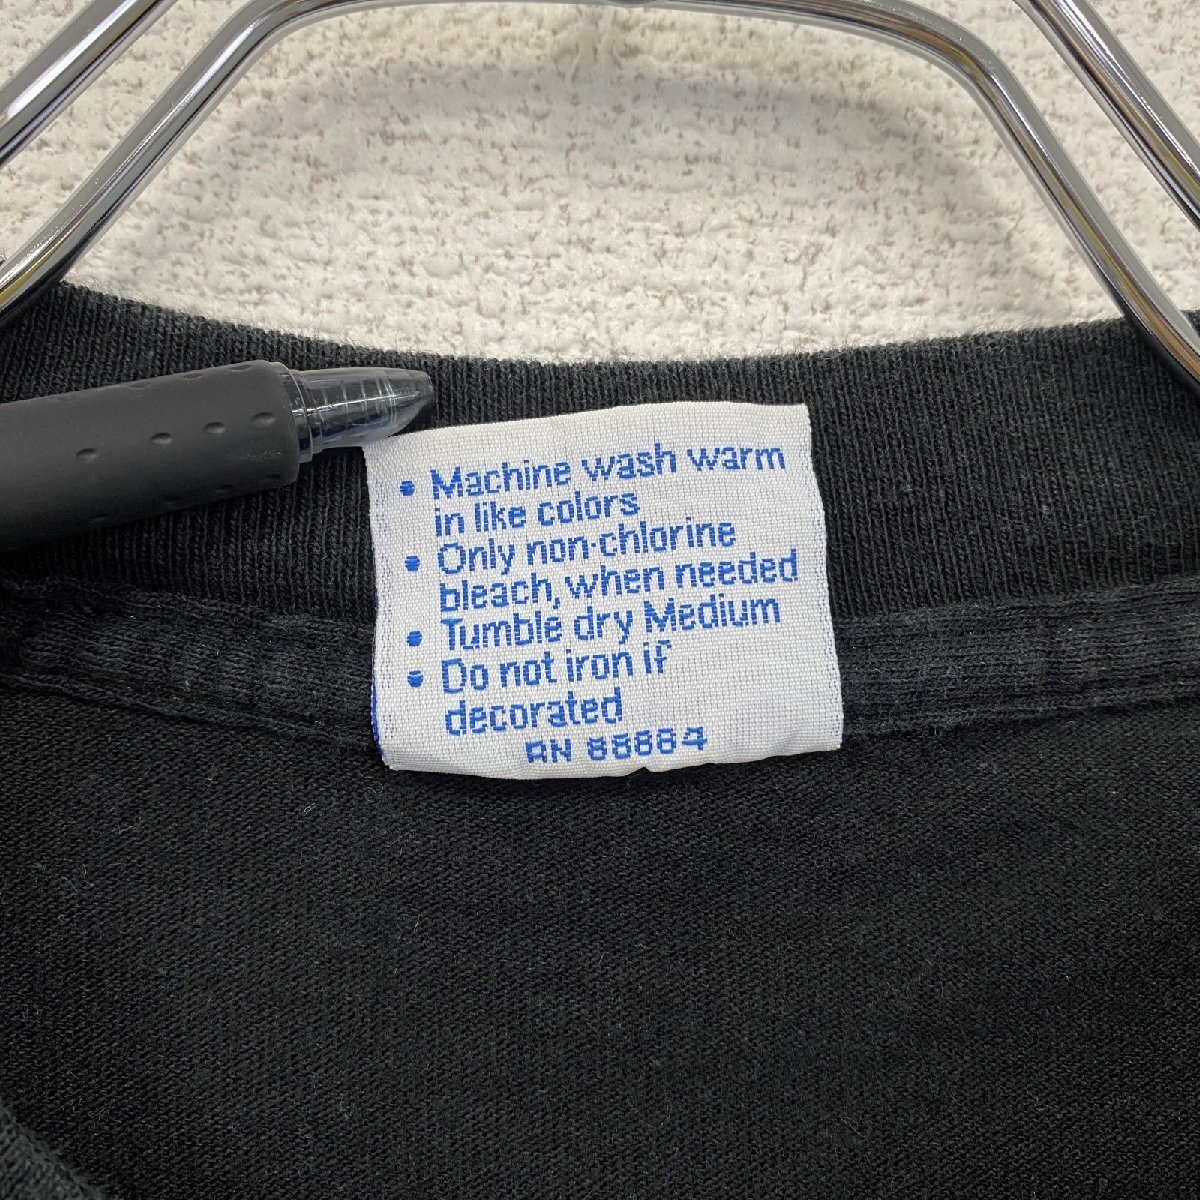 • Machine wash warm
in like colors
• Only non-chlorine
bleach, when needed
• Tumble dry Medium
• Do not iron if
decorated
RN 88884